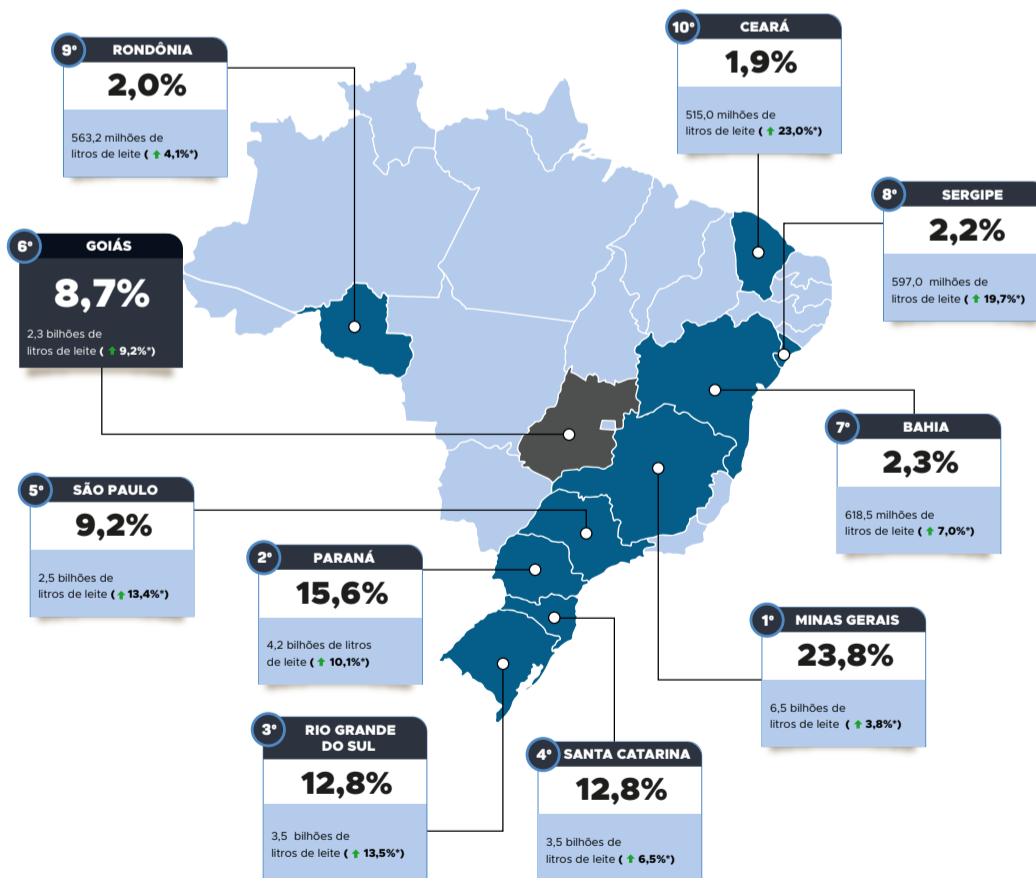 9º RONDÔNIA
2,0%
563,2 milhões de
litros de leite ( ↑ 4,1%*)
10º CEARÁ
1,9%
515,0 milhões de
litros de leite ( ↑ 23,0%*)
8º SERGIPE
2,2%
597,0 milhões de
litros de leite ( ↑ 19,7%*)
6º GOIÁS
8,7%
2,3 bilhões de
litros de leite ( ↑ 9,2%*)
7º BAHIA
2,3%
618,5 milhões de
litros de leite ( ↑ 7,0%*)
5º SÃO PAULO
9,2%
2,5 bilhões de
litros de leite ( ↑ 13,4%*)
2º PARANÁ
15,6%
4,2 bilhões de litros
de leite ( ↑ 10,1%*)
1º MINAS GERAIS
23,8%
6,5 bilhões de
litros de leite ( ↑ 3,8%*)
3º RIO GRANDE
DO SUL
12,8%
3,5 bilhões de
litros de leite ( ↑ 13,5%*)
4º SANTA CATARINA
12,8%
3,5 bilhões de
litros de leite ( ↑ 6,5%*)